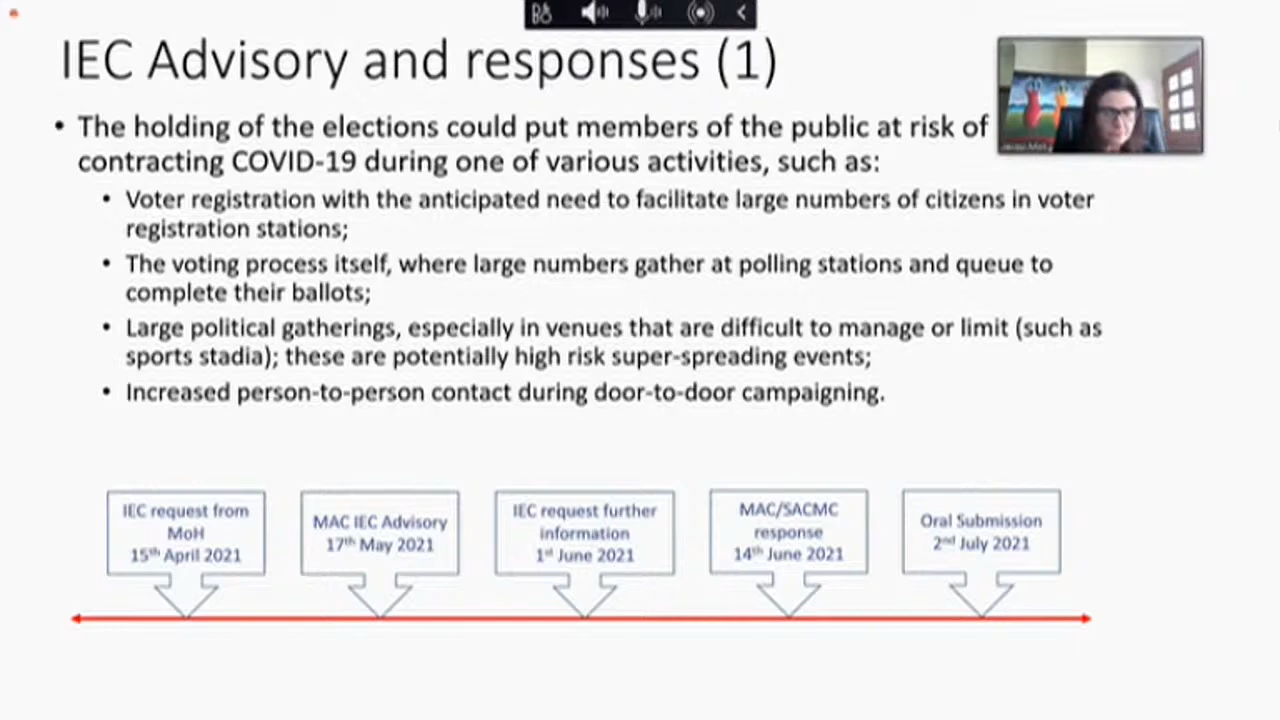 IEC Advisory and responses (1)
• The holding of the elections could put members of the public at risk of
contracting COVID-19 during one of various activities, such as:
• Voter registration with the anticipated need to facilitate large numbers of citizens in voter
registration stations;
• The voting process itself, where large numbers gather at polling stations and queue to
complete their ballots;
• Large political gatherings, especially in venues that are difficult to manage or limit (such as
sports stadia); these are potentially high risk super-spreading events;
• Increased person-to-person contact during door-to-door campaigning.
IEC request from
MoH
15th April 2021
MAC IEC Advisory
17th May 2021
IEC request further
information
1st June 2021
MAC/SACMC
response
14th June 2021
Oral Submission
2nd July 2021